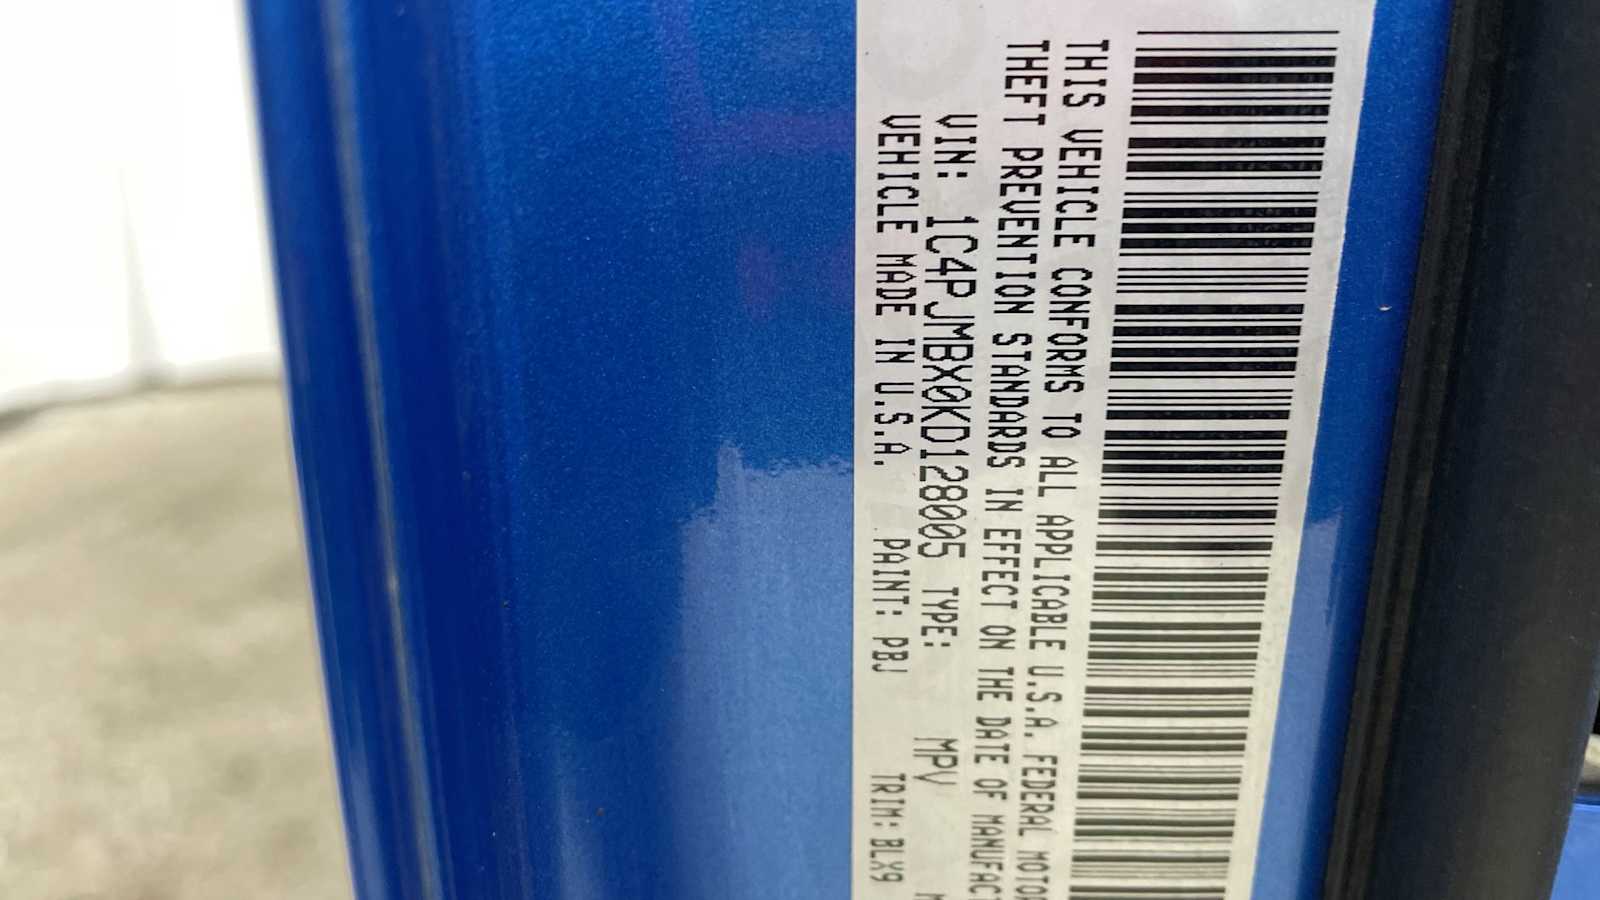 THIS VEHICLE CONFORMS TO ALL APPLICABLE U.S.A. FEDERAL MOTOR
THEFT PREVENTION STANDARDS IN EFFECT ON THE DATE OF MANUFAC
VIN: 1C4PJMBX0KD128005 TYPE: MPV
VEHICLE MADE IN U.S.A. PAINT: PBJ TRIM: BLX9